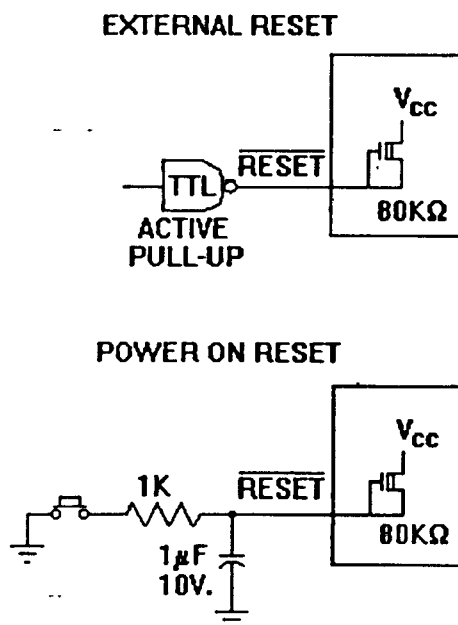 EXTERNAL RESET
VCC
RESET
TTL
80KΩ
ACTIVE
PULL-UP
POWER ON RESET
VCC
1K
RESET
80KΩ
1µF
10V.